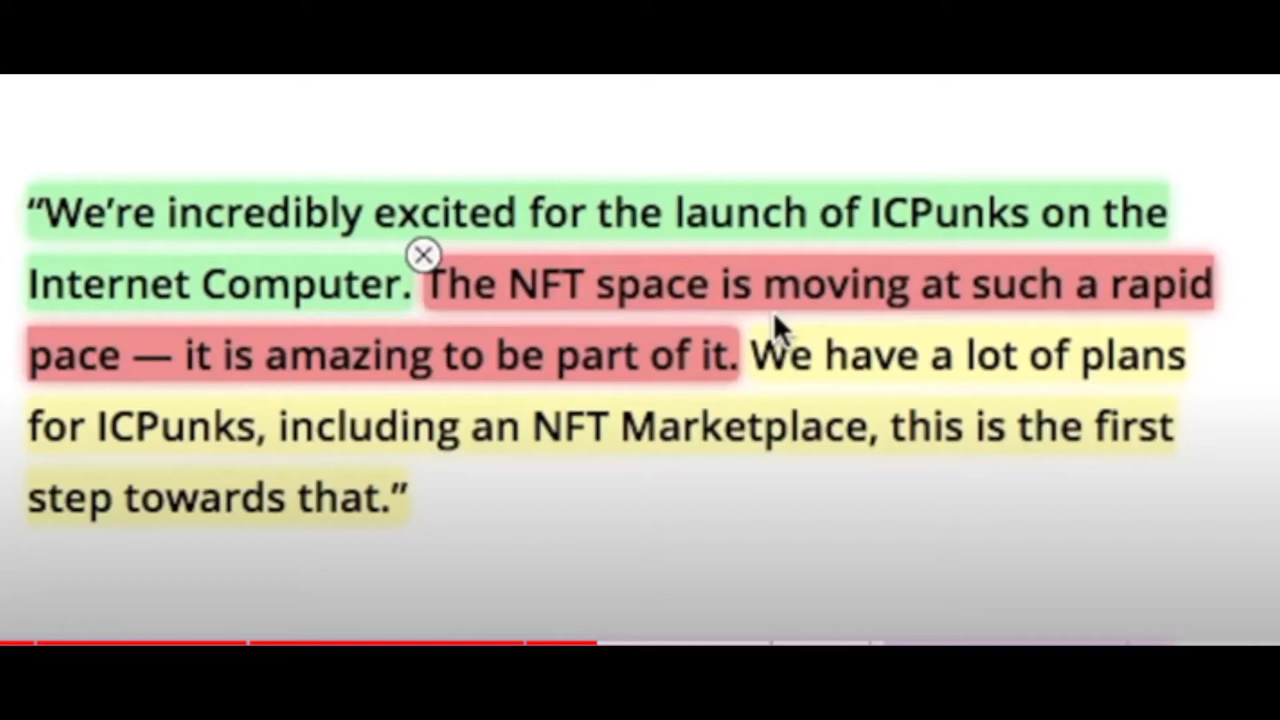 “We’re incredibly excited for the launch of ICPunks on the
Internet Computer. The NFT space is moving at such a rapid
pace — it is amazing to be part of it. We have a lot of plans
for ICPunks, including an NFT Marketplace, this is the first
step towards that.”